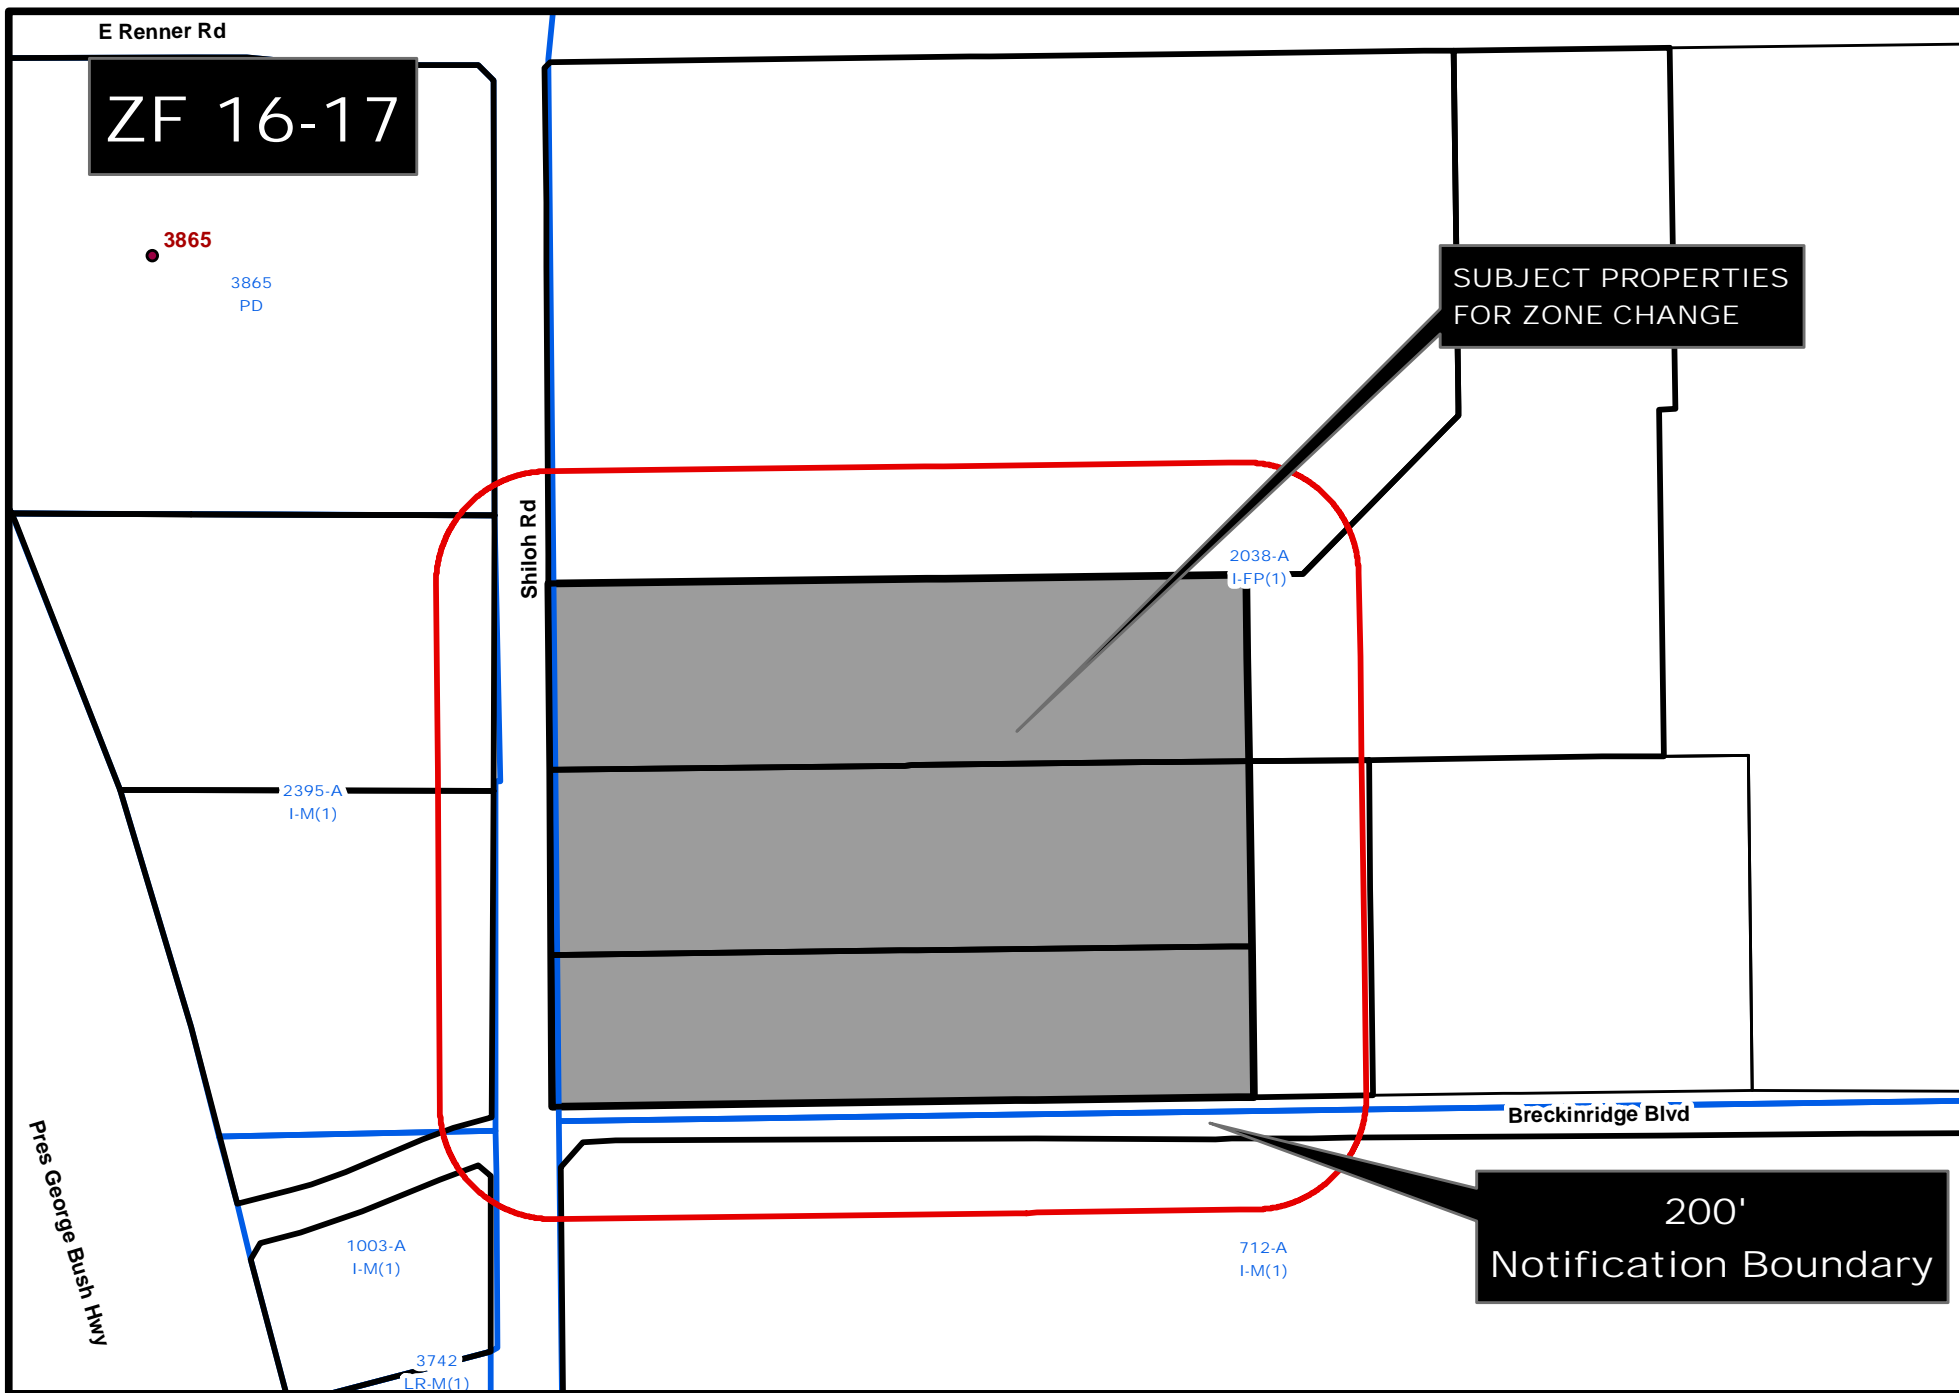 E Renner Rd
ZF 16-17
3865
3865
PD
SUBJECT PROPERTIES
FOR ZONE CHANGE
Shiloh Rd
2038-A
I-FP(1)
2395-A
I-M(1)
Breckinridge Blvd
Pres George Bush Hwy
200'
Notification Boundary
1003-A
I-M(1)
712-A
I-M(1)
3742
LR-M(1)